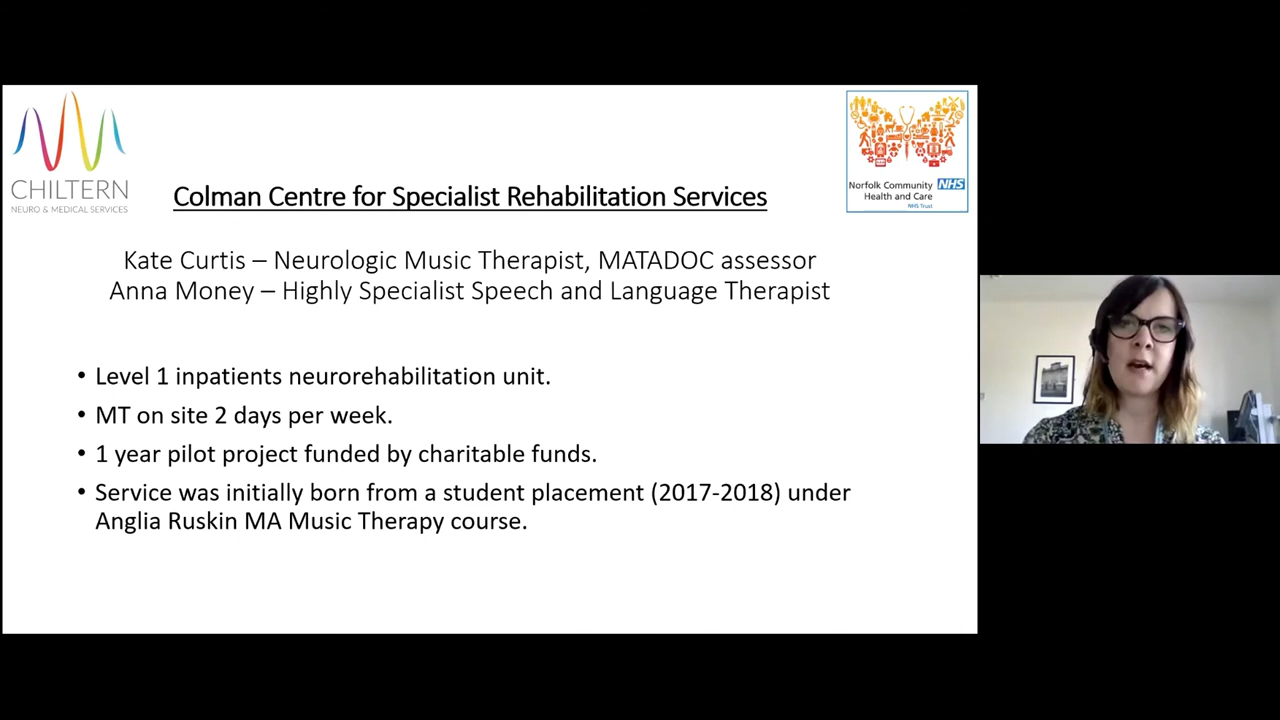 CHILTERN
NEURO & MEDICAL SERVICES
Norfolk Community NHS
Health and Care
NHS Trust
Colman Centre for Specialist Rehabilitation Services
Kate Curtis – Neurologic Music Therapist, MATADOC assessor
Anna Money – Highly Specialist Speech and Language Therapist
• Level 1 inpatients neurorehabilitation unit.
• MT on site 2 days per week.
• 1 year pilot project funded by charitable funds.
• Service was initially born from a student placement (2017-2018) under
Anglia Ruskin MA Music Therapy course.